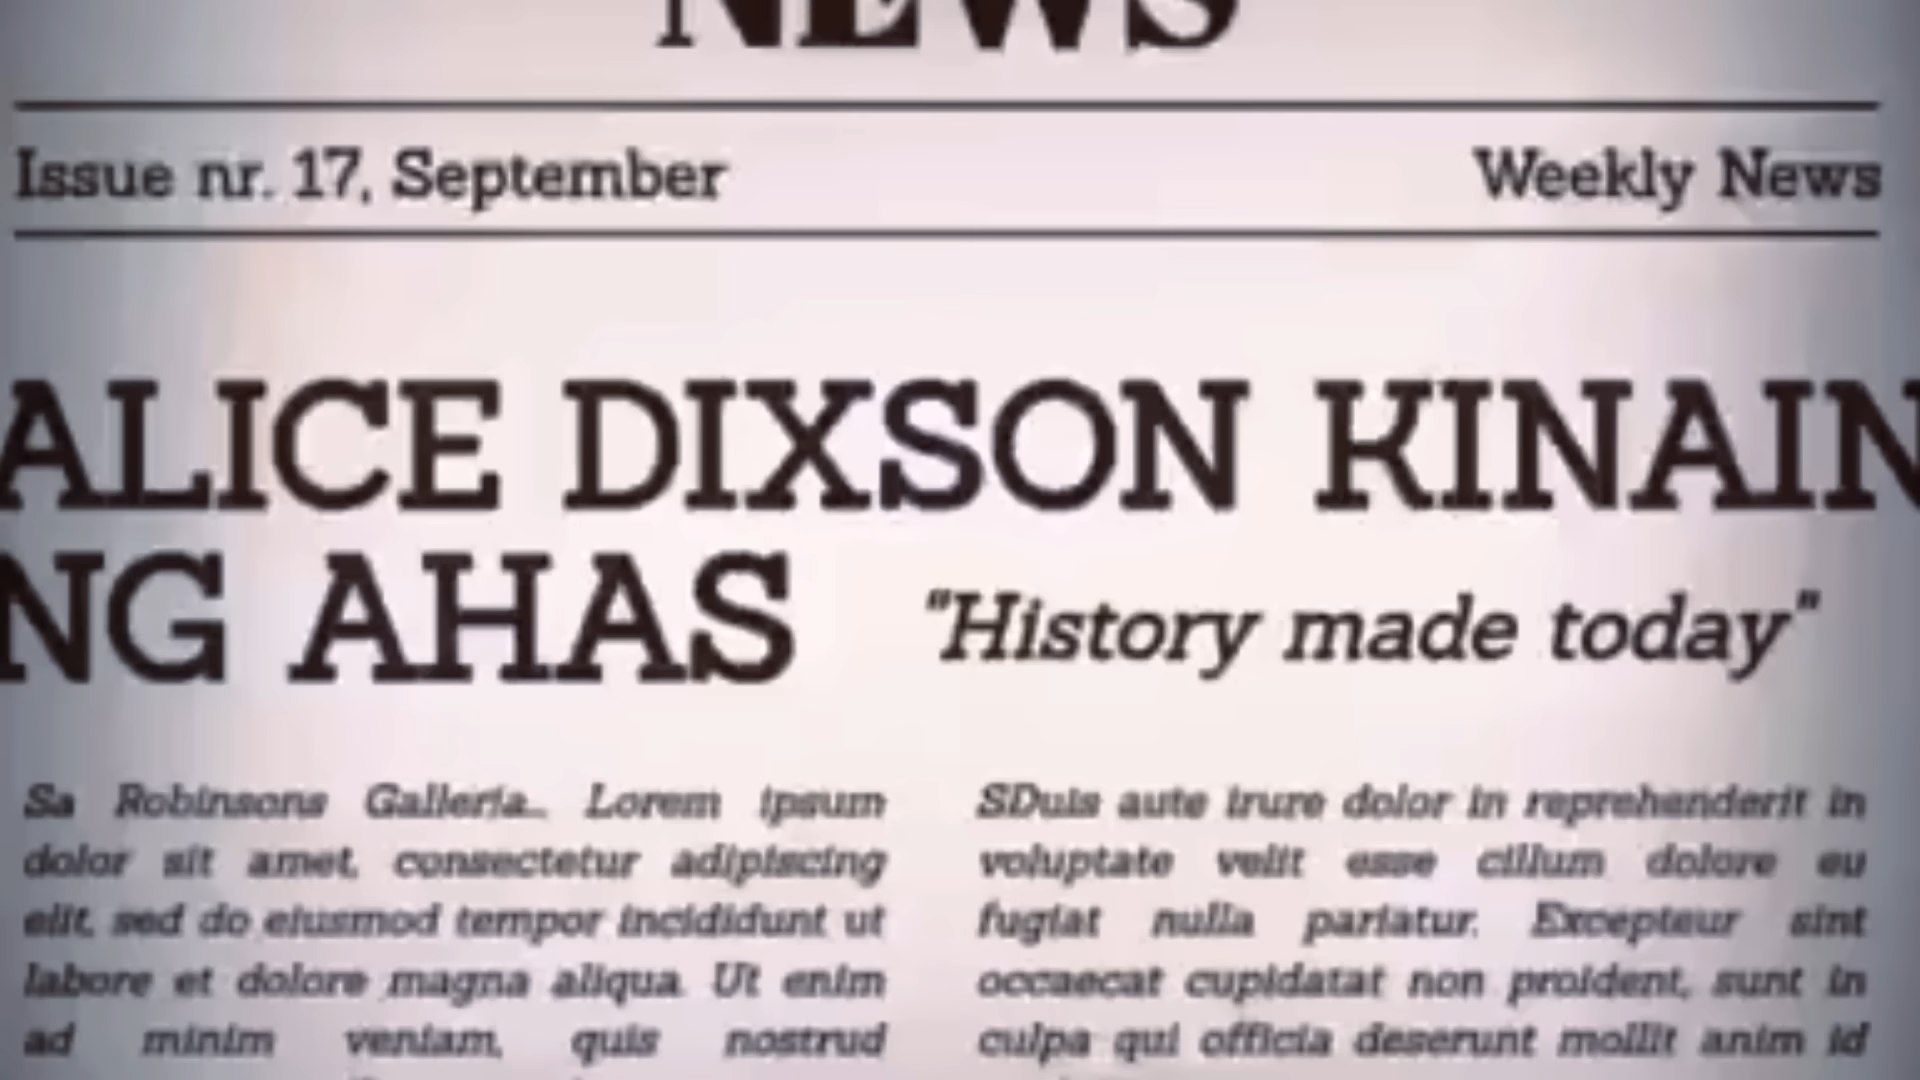 NEWS
Issue nr. 17, September
Weekly News
ALICE DIXSON KINAIN
NG AHAS
"History made today"
Sa Robinsons Galleria... Lorem ipsum
dolor sit amet, consectetur adipiscing
elit, sed do eiusmod tempor incididunt ut
labore et dolore magna aliqua. Ut enim
ad minim veniam, quis nostrud
SDuis aute irure dolor in reprehenderit in
voluptate velit esse cillum dolore eu
fugiat nulla pariatur. Excepteur sint
occaecat cupidatat non proident, sunt in
culpa qui officia deserunt mollit anim id